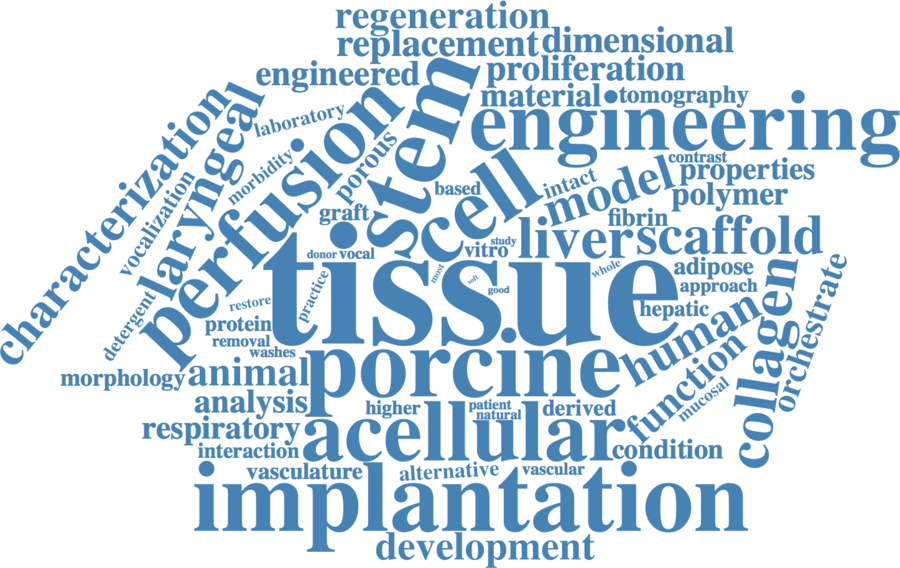 regeneration
replacement dimensional
engineered proliferation
material tomography
engineering
characterization
laryngeal
laboratory
perfusion
stem
morbidity
porous
vocalization
contrast
properties
intact
model
polymer
based
cell
graft
fibrin
liver scaffold
donor vocal
vitro study
tissue
most
soft
good
whole
adipose
approach
hepatic
collagen
orchestrate
detergent
restore
practice
protein
removal
washes
morphology animal
porcine
human
function
mucosal
analysis
higher
patient
natural
derived
respiratory
acellular
condition
interaction
vasculature alternative vascular
implantation
development